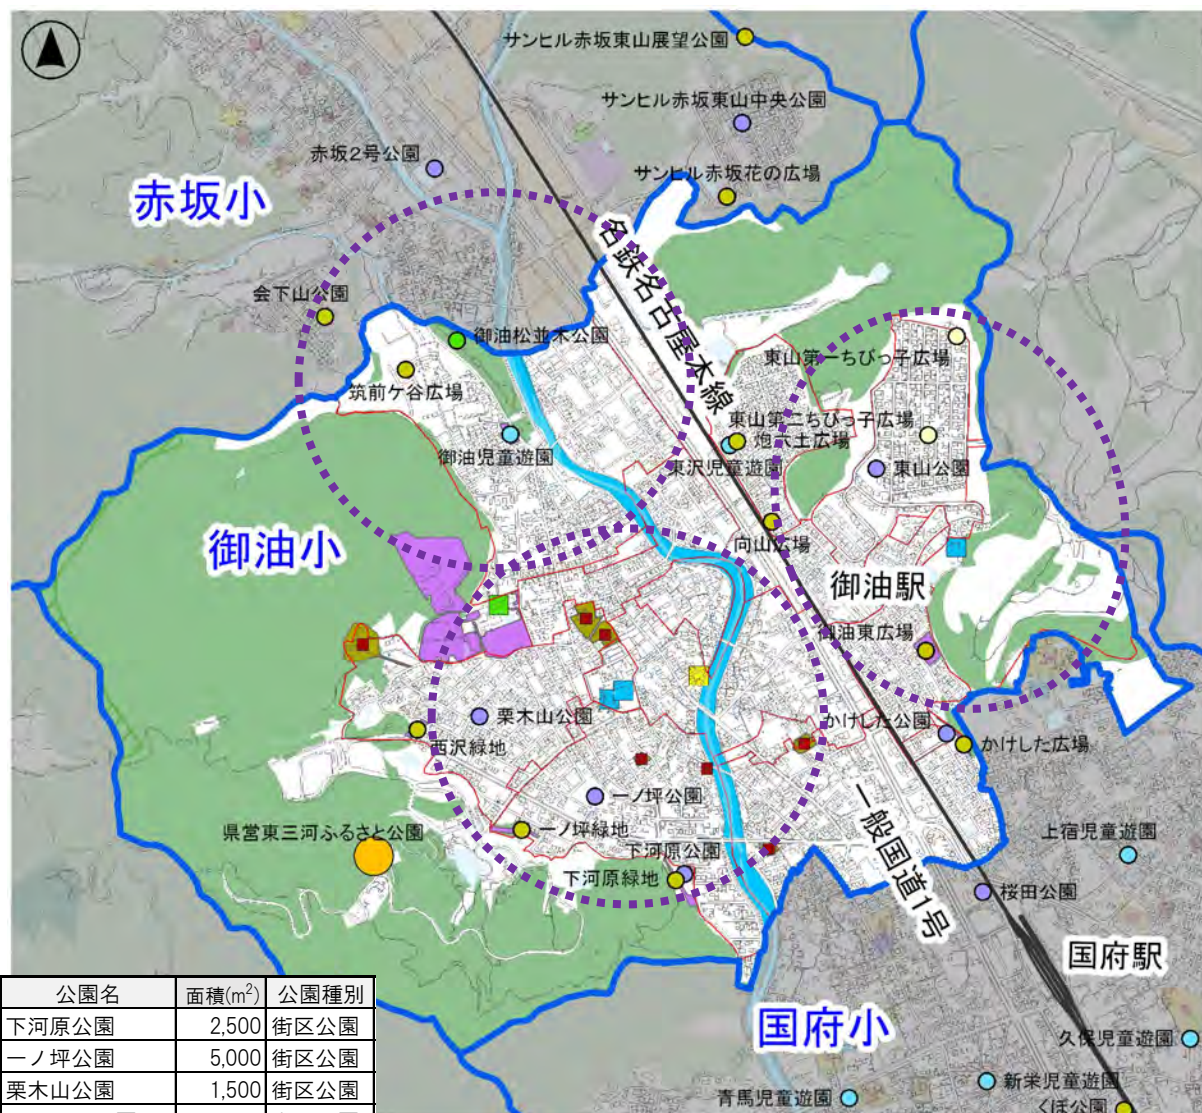 サンヒル赤坂東山展望公園
サンヒル赤坂東山中央公園
赤坂2号公園
サンヒル赤坂花の広場
赤坂小
名鉄名古屋本線
会下山公園
御油松並木公園
東山第一ちびっ子広場
筑前ケ谷広場
東山第二ちびっ子広場
炮六土広場
御油児童遊園
東沢児童遊園
東山公園
御油小
向山広場
御油駅
御油東広場
栗木山公園
かけした公園
西沢緑地
かけした広場
一ノ坪公園
一般国道1号
県営東三河ふるさと公園
一ノ坪緑地
上宿児童遊園
下河原公園
下河原緑地
桜田公園
国府駅
国府小
久保児童遊園
新栄児童遊園
青馬児童遊園
くぼ公園
公園名 面積(m²) 公園種別
下河原公園 2,500 街区公園
一ノ坪公園 5,000 街区公園
栗木山公園 1,500 街区公園